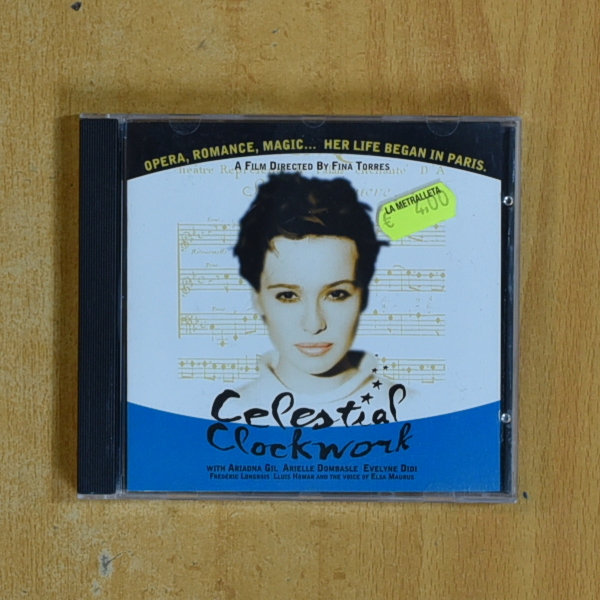 OPERA, ROMANCE, MAGIC... HER LIFE BEGAN IN PARIS.
A FILM DIRECTED BY FINA TORRES
LA METRALLETA
€ 4,00
Celestial
Clockwork
WITH ARIADNA GIL ARIELLE DOMBASLE EVELYNE DIDI
FREDERIC LONGBOIS LLUIS HOMAR AND THE VOICE OF ELSA MAURUS